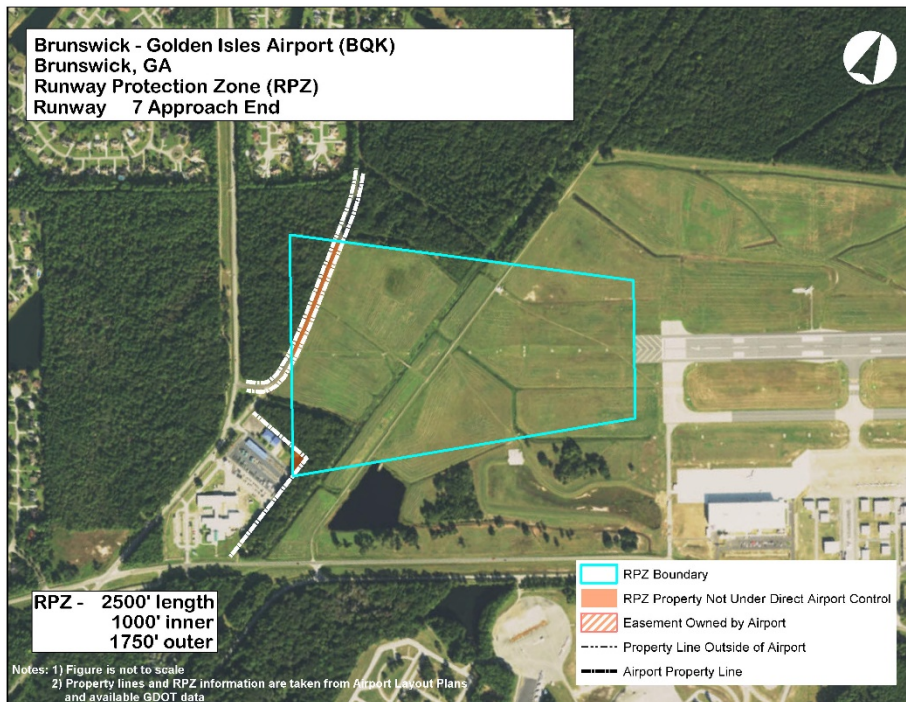 Brunswick - Golden Isles Airport (BQK)
Brunswick, GA
Runway Protection Zone (RPZ)
Runway 7 Approach End
RPZ - 2500' length
1000' inner
1750' outer
Notes: 1) Figure is not to scale
2) Property lines and RPZ information are taken from Airport Layout Plans
and available GDOT data
RPZ Boundary
RPZ Property Not Under Direct Airport Control
Easement Owned by Airport
Property Line Outside of Airport
Airport Property Line